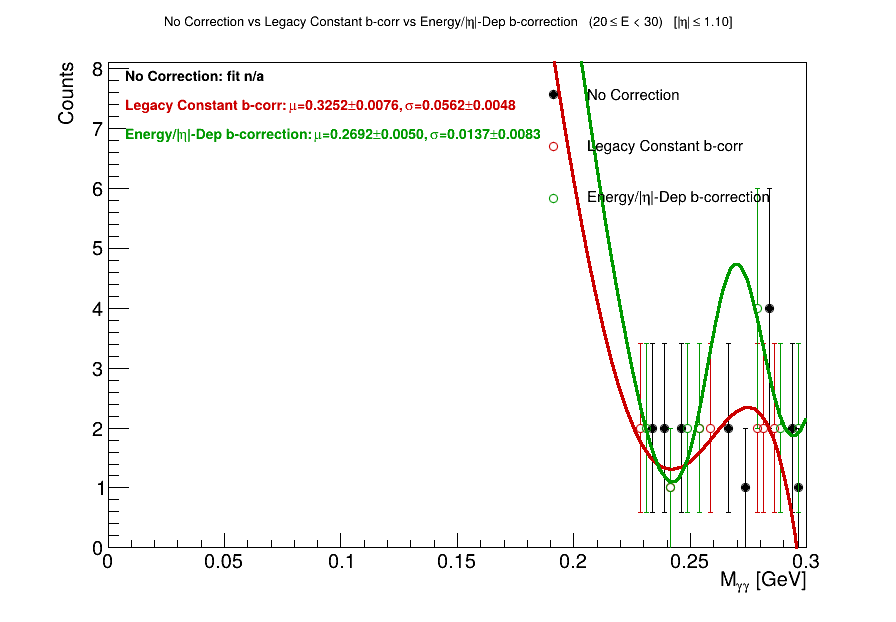 No Correction vs Legacy Constant b-corr vs Energy/|η|-Dep b-correction (20 ≤ E < 30) [|η| ≤ 1.10]
No Correction: fit n/a
Legacy Constant b-corr: μ=0.3252±0.0076, σ=0.0562±0.0048
Energy/|η|-Dep b-correction: μ=0.2692±0.0050, σ=0.0137±0.0083
No Correction
Legacy Constant b-corr
Energy/|η|-Dep b-correction
Counts
8
7
6
5
4
3
2
1
0
0 0.05 0.1 0.15 0.2 0.25 0.3
Mγγ [GeV]